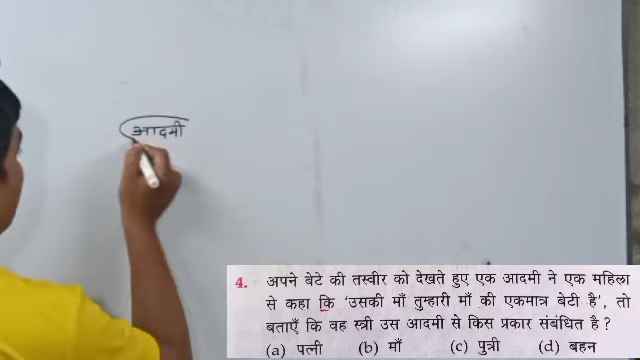 आदमी
4. अपने बेटे की तस्वीर को देखते हुए एक आदमी ने एक महिला
से कहा कि 'उसकी माँ तुम्हारी माँ की एकमात्र बेटी है', तो
बताएँ कि वह स्त्री उस आदमी से किस प्रकार संबंधित है ?
(a) पत्नी (b) माँ (c) पुत्री (d) बहन